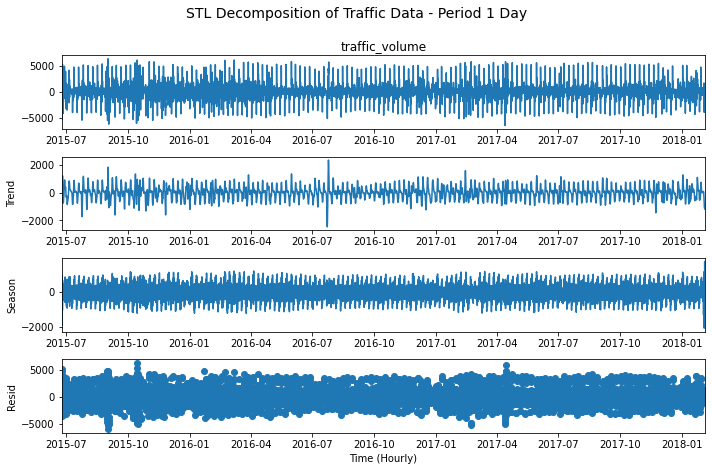 STL Decomposition of Traffic Data - Period 1 Day
traffic_volume
5000
0
−5000
2015-07 2015-10 2016-01 2016-04 2016-07 2016-10 2017-01 2017-04 2017-07 2017-10 2018-01
Trend
2000
0
−2000
2015-07 2015-10 2016-01 2016-04 2016-07 2016-10 2017-01 2017-04 2017-07 2017-10 2018-01
Season
0
−2000
2015-07 2015-10 2016-01 2016-04 2016-07 2016-10 2017-01 2017-04 2017-07 2017-10 2018-01
Resid
5000
0
−5000
2015-07 2015-10 2016-01 2016-04 2016-07 2016-10 2017-01 2017-04 2017-07 2017-10 2018-01
Time (Hourly)